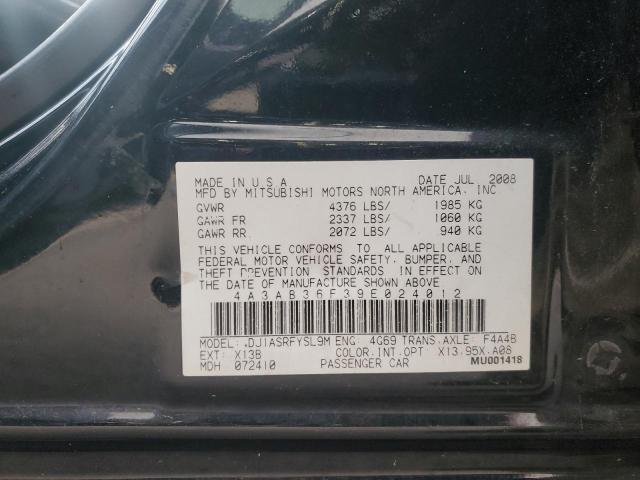 MADE IN U.S.A DATE JUL 2008
MFD BY MITSUBISHI MOTORS NORTH AMERICA, INC
GVWR 4376 LBS/ 1985 KG
GAWR FR 2337 LBS/ 1060 KG
GAWR RR. 2072 LBS/ 940 KG
THIS VEHICLE CONFORMS TO ALL APPLICABLE
FEDERAL MOTOR VEHICLE SAFETY, BUMPER, AND
THEFT PREVENTION STANDARDS IN EFFECT ON
THE DATE OF MANUFACTURE SHOWN ABOVE
4A3AB36F39E024012
MODEL: DJ1ASRFYSL9M ENG: 4G69 TRANS.AXLE: F4A4B
EXT: X13B COLOR.INT.OPT X13.95X.A08
MDH 072410 PASSENGER CAR MU001418